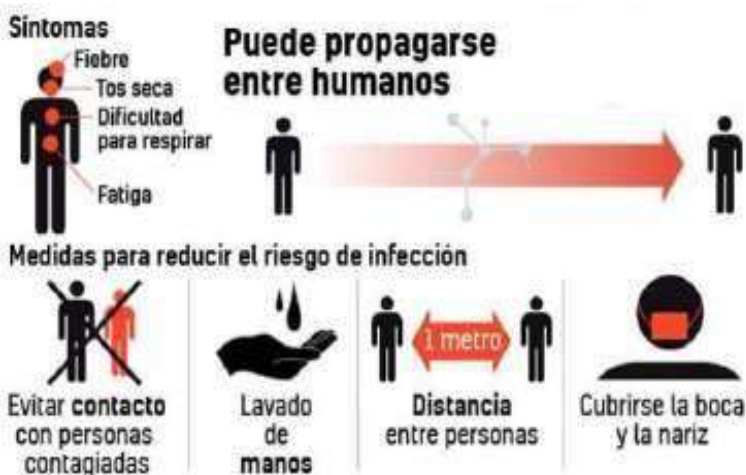 Síntomas
Fiebre
Tos seca
Dificultad
para respirar
Fatiga
Puede propagarse
entre humanos
Medidas para reducir el riesgo de infección
Evitar contacto
con personas
contagiadas
Lavado
de
manos
1 metro
Distancia
entre personas
Cubrirse la boca
y la nariz